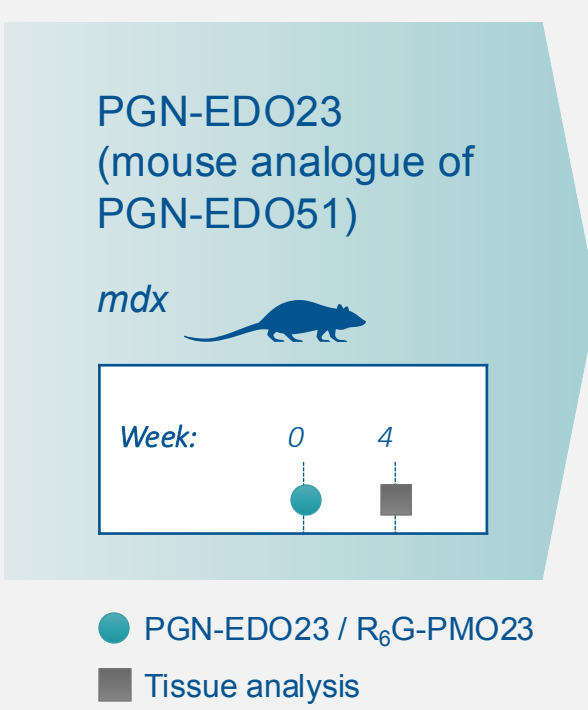 PGN-EDO23
(mouse analogue of
PGN-EDO51)
mdx
Week: 0 4
PGN-EDO23 / R₆G-PMO23
Tissue analysis